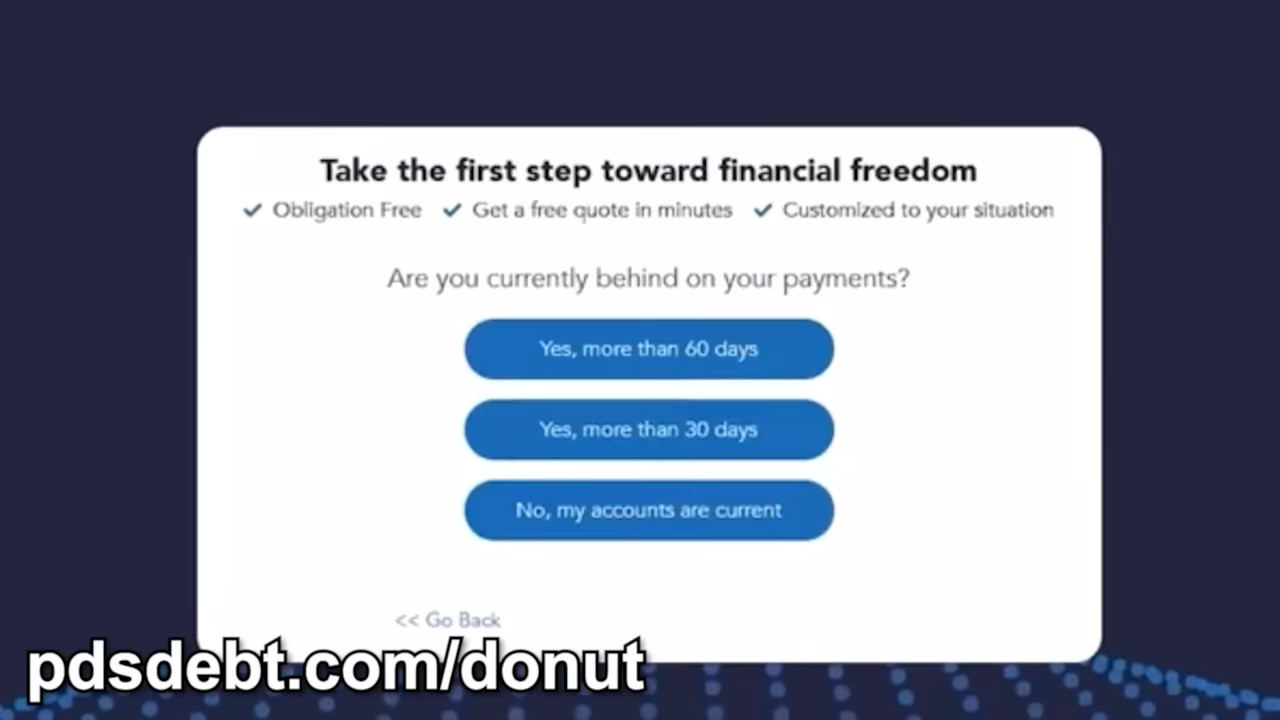 Take the first step toward financial freedom
✓ Obligation Free ✓ Get a free quote in minutes ✓ Customized to your situation
Are you currently behind on your payments?
Yes, more than 60 days
Yes, more than 30 days
No, my accounts are current
<< Go Back
pdsdebt.com/donut